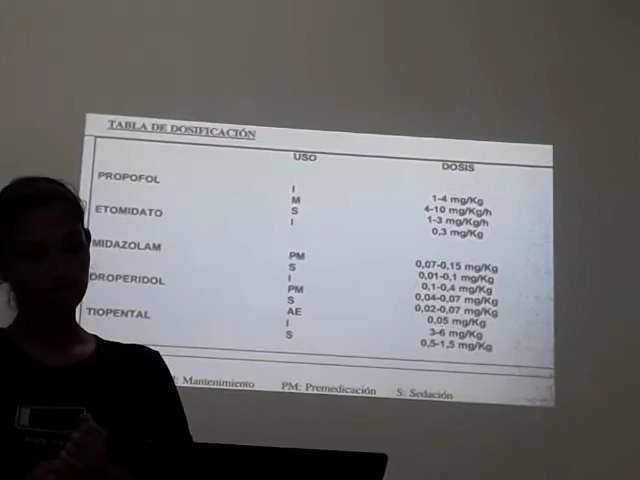 TABLA DE DOSIFICACIÓN
USO DOSIS
PROPOFOL
I 1-4 mg/Kg
M 4-10 mg/Kg/h
ETOMIDATO S 1-3 mg/Kg/h
I 0,3 mg/Kg
MIDAZOLAM
PM 0,07-0,15 mg/Kg
S 0,01-0,1 mg/Kg
DROPERIDOL I 0,1-0,4 mg/Kg
PM 0,04-0,07 mg/Kg
S 0,02-0,07 mg/Kg
TIOPENTAL AE 0,05 mg/Kg
I 3-6 mg/Kg
S 0,5-1,5 mg/Kg
: Mantenimiento PM: Premedicación S: Sedación